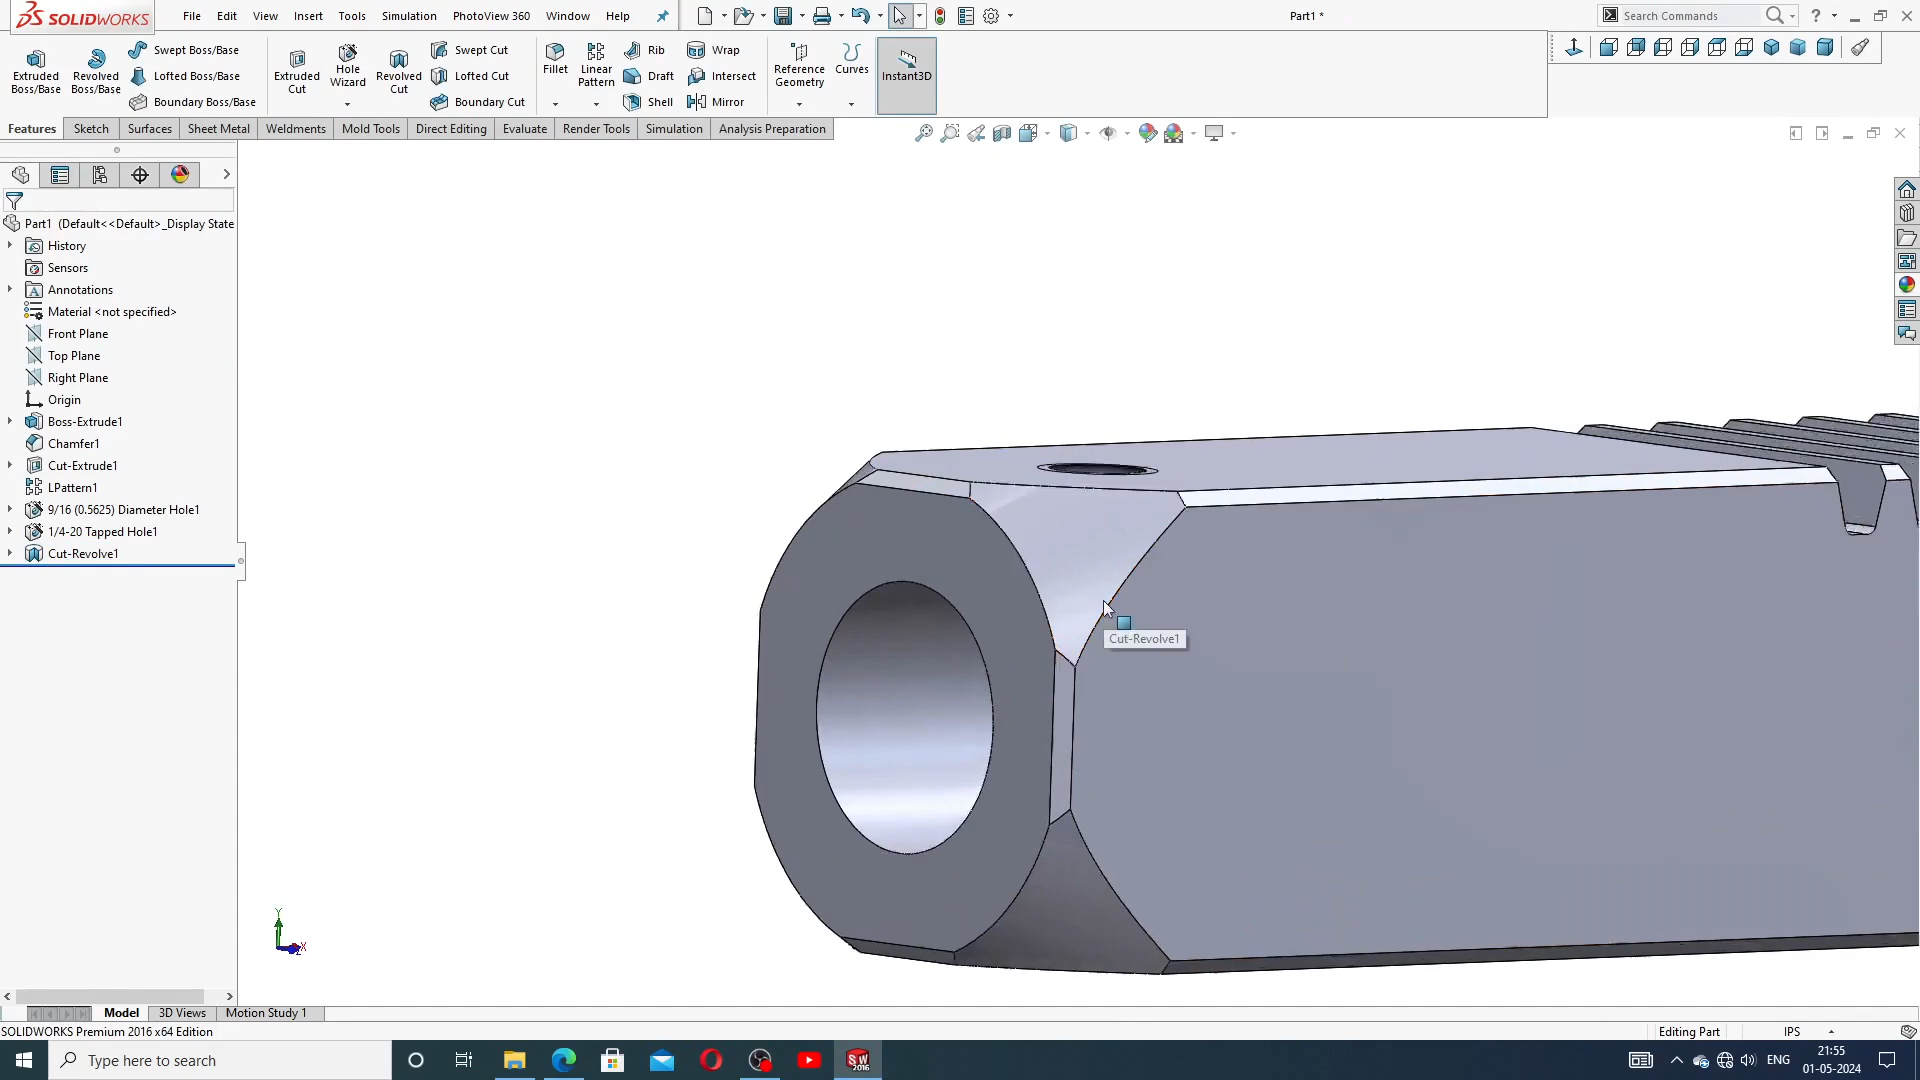 SOLIDWORKS
File Edit View Insert Tools Simulation PhotoView 360 Window Help
Part1 *
Search Commands
Extruded Boss/Base
Revolved Boss/Base
Swept Boss/Base
Lofted Boss/Base
Boundary Boss/Base
Extruded Cut
Hole Wizard
Revolved Cut
Swept Cut
Lofted Cut
Boundary Cut
Fillet
Linear Pattern
Rib
Draft
Shell
Wrap
Intersect
Mirror
Reference Geometry
Curves
Instant3D
Features Sketch Surfaces Sheet Metal Weldments Mold Tools Direct Editing Evaluate Render Tools Simulation Analysis Preparation
Part1 (Default<<Default>_Display State
History
Sensors
Annotations
Material <not specified>
Front Plane
Top Plane
Right Plane
Origin
Boss-Extrude1
Chamfer1
Cut-Extrude1
LPattern1
9/16 (0.5625) Diameter Hole1
1/4-20 Tapped Hole1
Cut-Revolve1
Cut-Revolve1
Y
X
Model 3D Views Motion Study 1
SOLIDWORKS Premium 2016 x64 Edition
Editing Part
IPS
Type here to search
SW
2016
ENG
21:55
01-05-2024